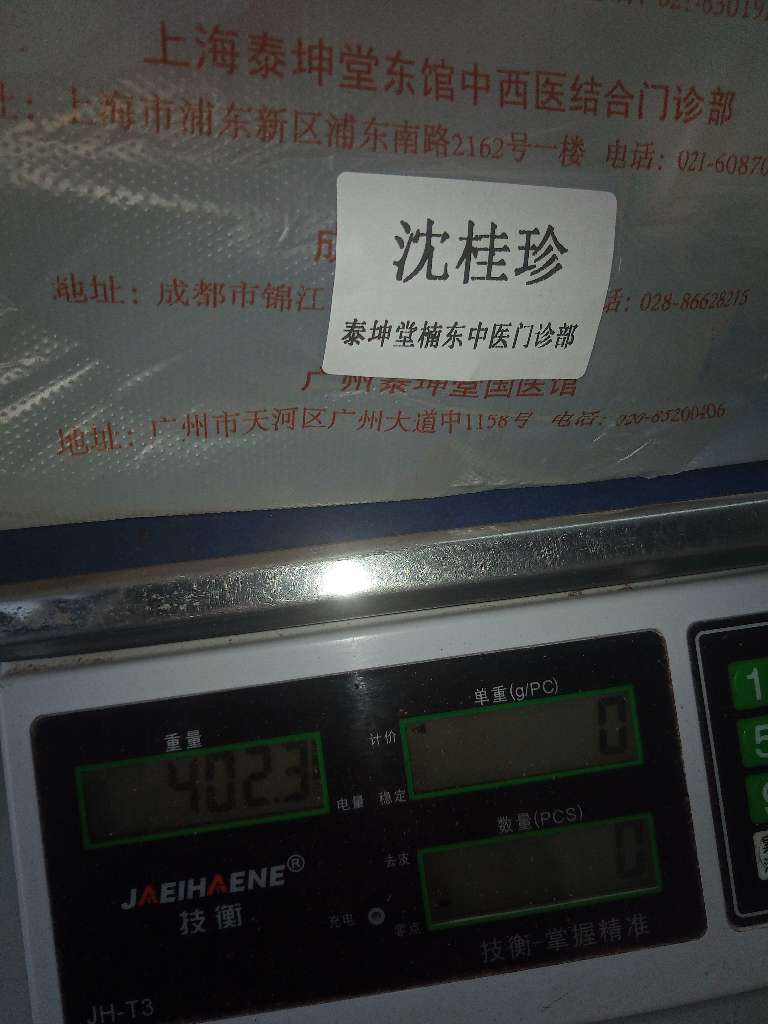 上海泰坤堂东馆中西医结合门诊部
址：上海市浦东新区浦东南路2162号一楼 电话：021-60870
沈桂珍
地址：成都市锦江
话：028-86628215
泰坤堂楠东中医门诊部
广州泰坤堂国医馆
地址：广州市天河区广州大道中1158号 电话：020-85200406
1
5
单重(g/PC)
重量
计价
0
402.3
电量 稳定
数量(PCS)
去皮
0
JAEIHAENE®
技衡
充电
零点
技衡-掌握精准
JH-T3